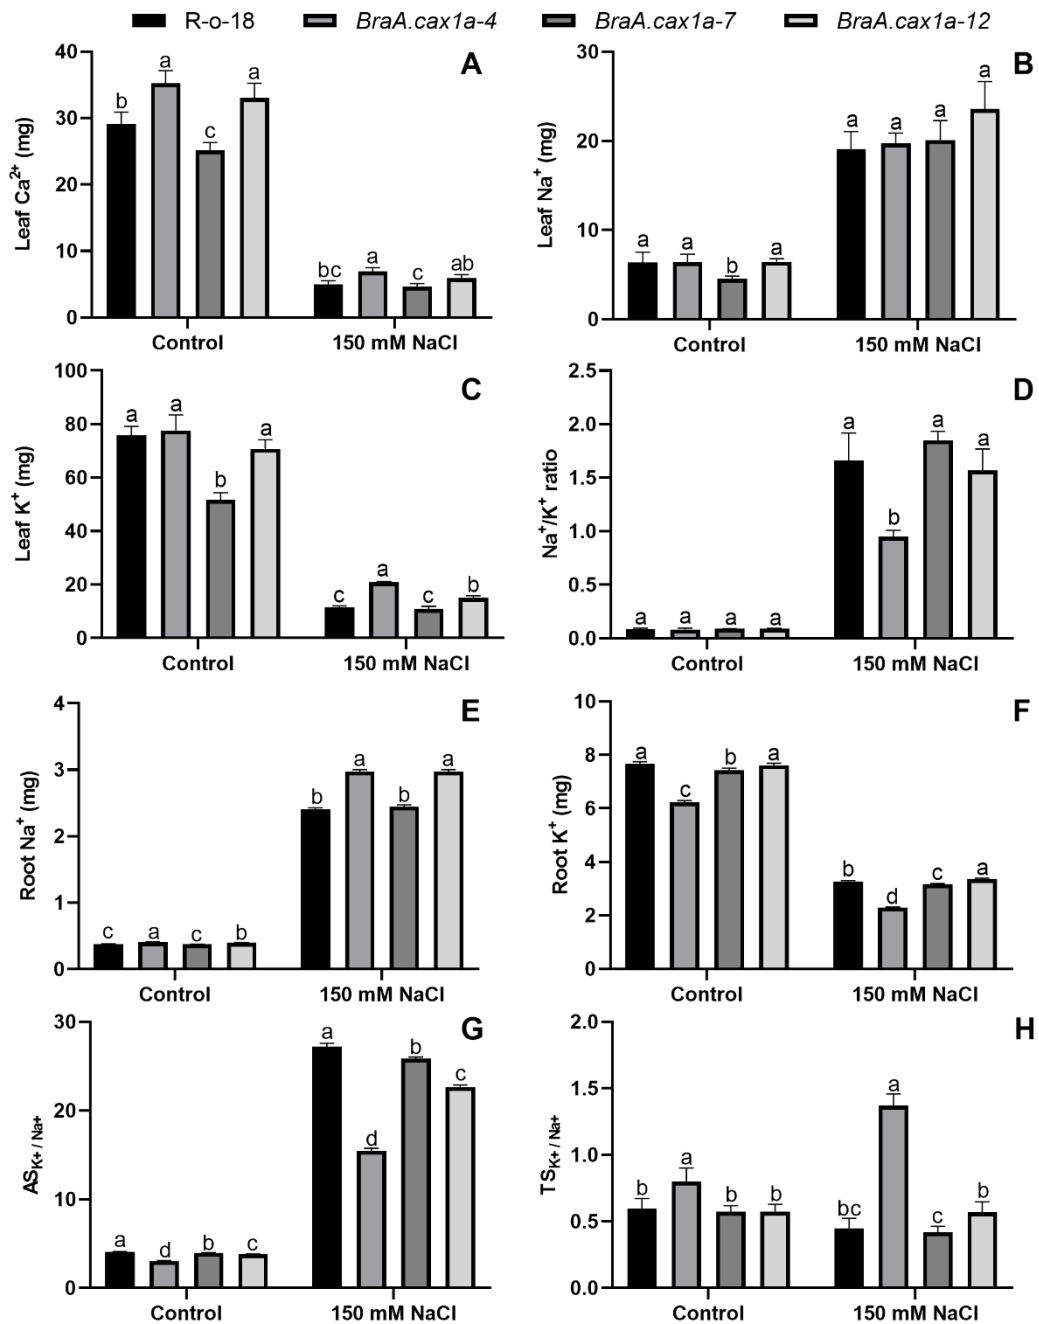 R-o-18 BraA.cax1a-4 BraA.cax1a-7 BraA.cax1a-12
A
Leaf Ca²⁺ (mg)
40
30
20
10
0
b a c a
bc a c ab
Control 150 mM NaCl
B
Leaf Na⁺ (mg)
30
20
10
0
a a b a
a a a a
Control 150 mM NaCl
C
Leaf K⁺ (mg)
100
80
60
40
20
0
a a b a
c a c b
Control 150 mM NaCl
D
Na⁺/K⁺ ratio
2.5
2.0
1.5
1.0
0.5
0.0
a a a a
a b a a
Control 150 mM NaCl
E
Root Na⁺ (mg)
4
3
2
1
0
c a c b
b a b a
Control 150 mM NaCl
F
Root K⁺ (mg)
10
8
6
4
2
0
a c b a
b d c a
Control 150 mM NaCl
G
AS K+ / Na+
30
20
10
0
a d b c
a d b c
Control 150 mM NaCl
H
TS K+ / Na+
2.0
1.5
1.0
0.5
0.0
b a b b
bc a c b
Control 150 mM NaCl